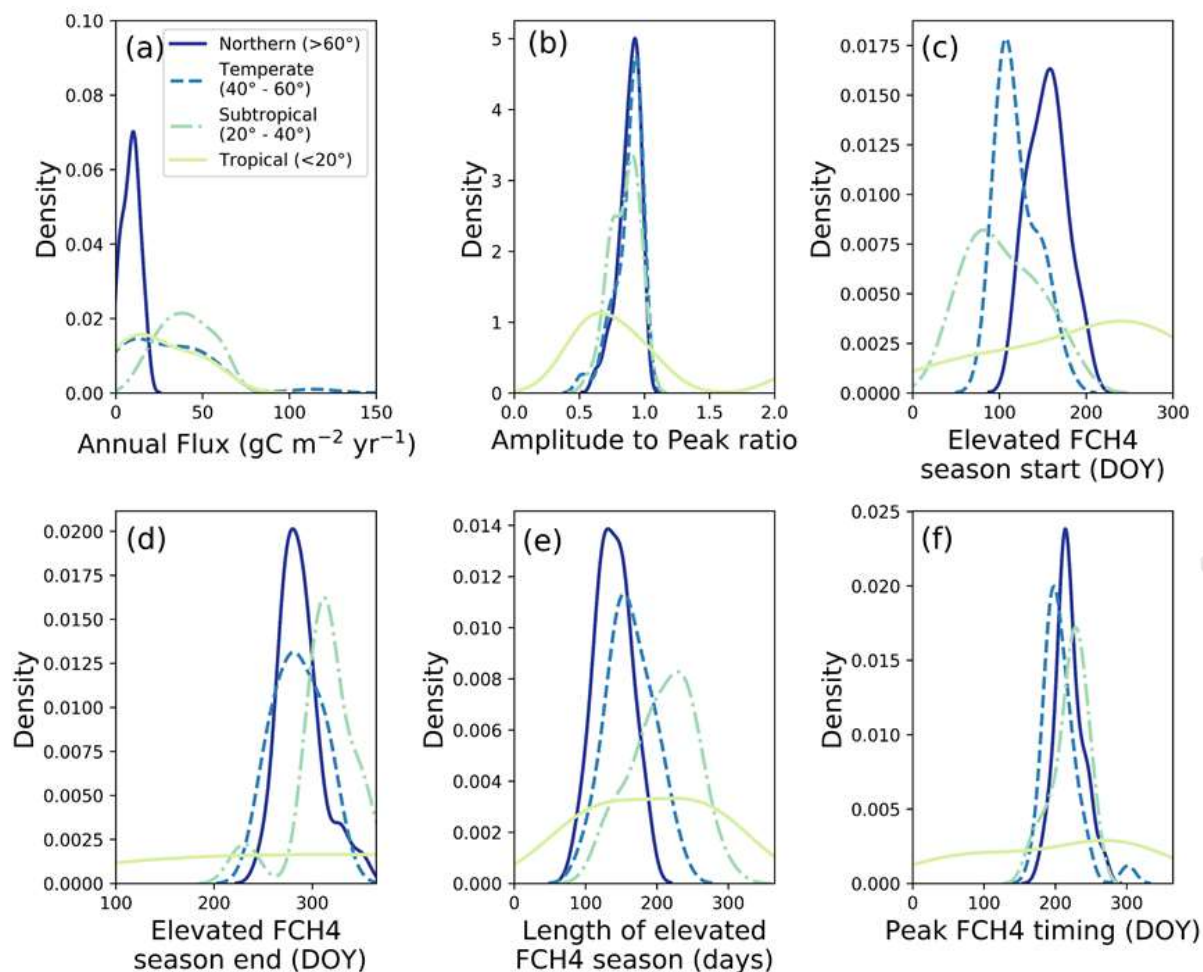 (a)
Northern (>60°)
Temperate
(40° - 60°)
Subtropical
(20° - 40°)
Tropical (<20°)
0.10
0.08
0.06
0.04
0.02
0.00
Density
0 50 100 150
Annual Flux (gC m⁻² yr⁻¹)
(b)
5
4
3
2
1
0
Density
0.0 0.5 1.0 1.5 2.0
Amplitude to Peak ratio
(c)
0.0175
0.0150
0.0125
0.0100
0.0075
0.0050
0.0025
0.0000
Density
0 100 200 300
Elevated FCH4
season start (DOY)
(d)
0.0200
0.0175
0.0150
0.0125
0.0100
0.0075
0.0050
0.0025
0.0000
Density
100 200 300
Elevated FCH4
season end (DOY)
(e)
0.014
0.012
0.010
0.008
0.006
0.004
0.002
0.000
Density
0 100 200 300
Length of elevated
FCH4 season (days)
(f)
0.025
0.020
0.015
0.010
0.005
0.000
Density
0 100 200 300
Peak FCH4 timing (DOY)